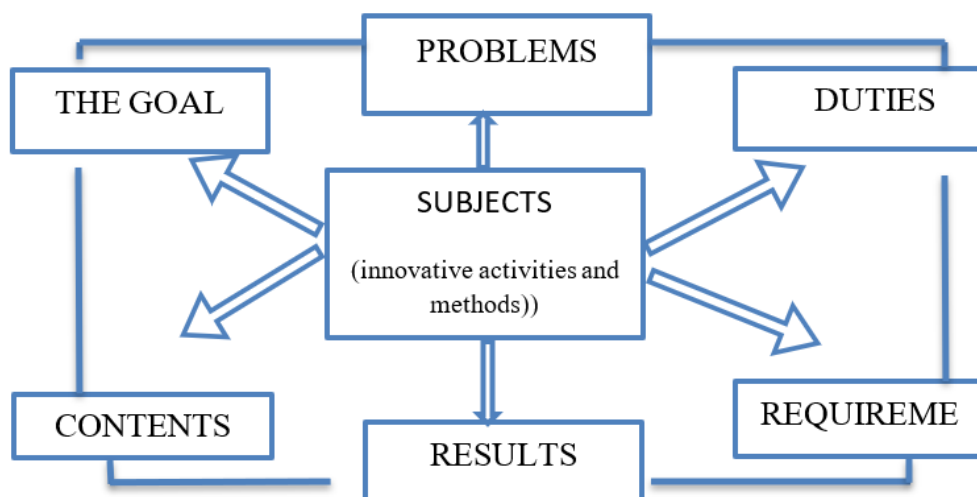 PROBLEMS
THE GOAL
DUTIES
SUBJECTS
(innovative activities and
methods))
CONTENTS
REQUIREME
RESULTS